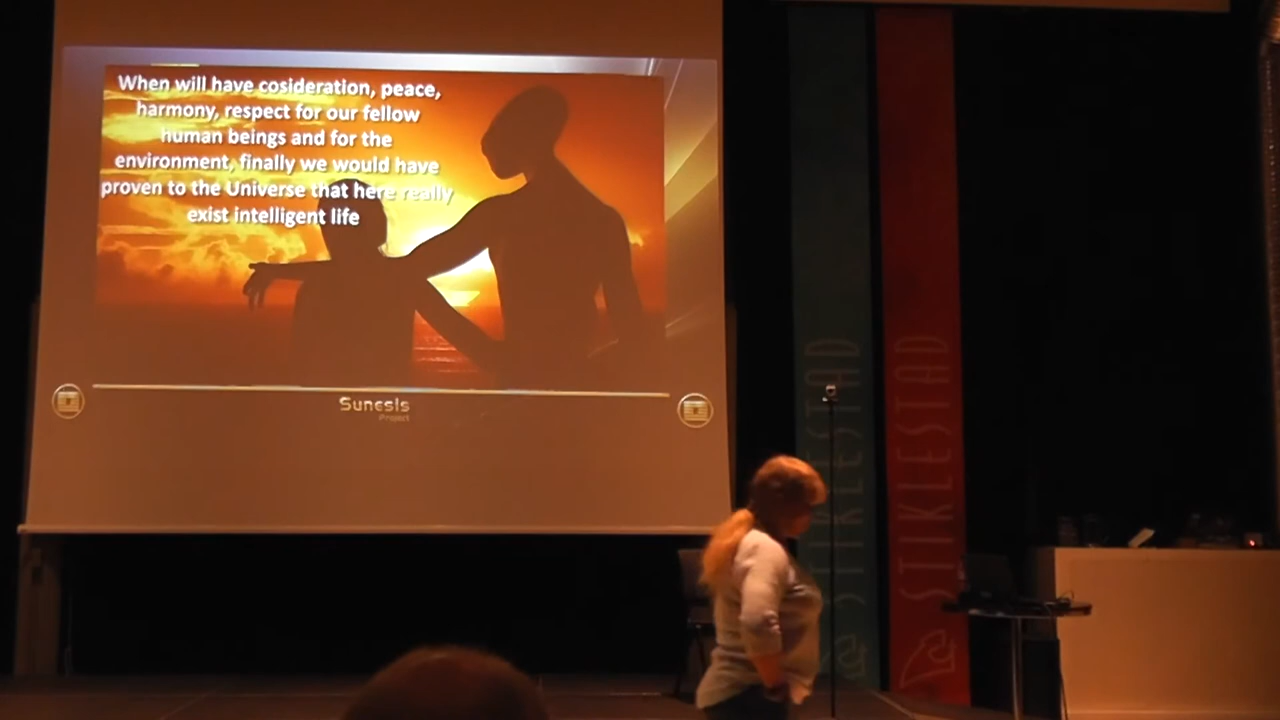 When will have cosideration, peace,
harmony, respect for our fellow
human beings and for the
environment, finally we would have
proven to the Universe that here really
exist intelligent life
Sunesis
Project
STIKLESTAD
STIKLESTAD